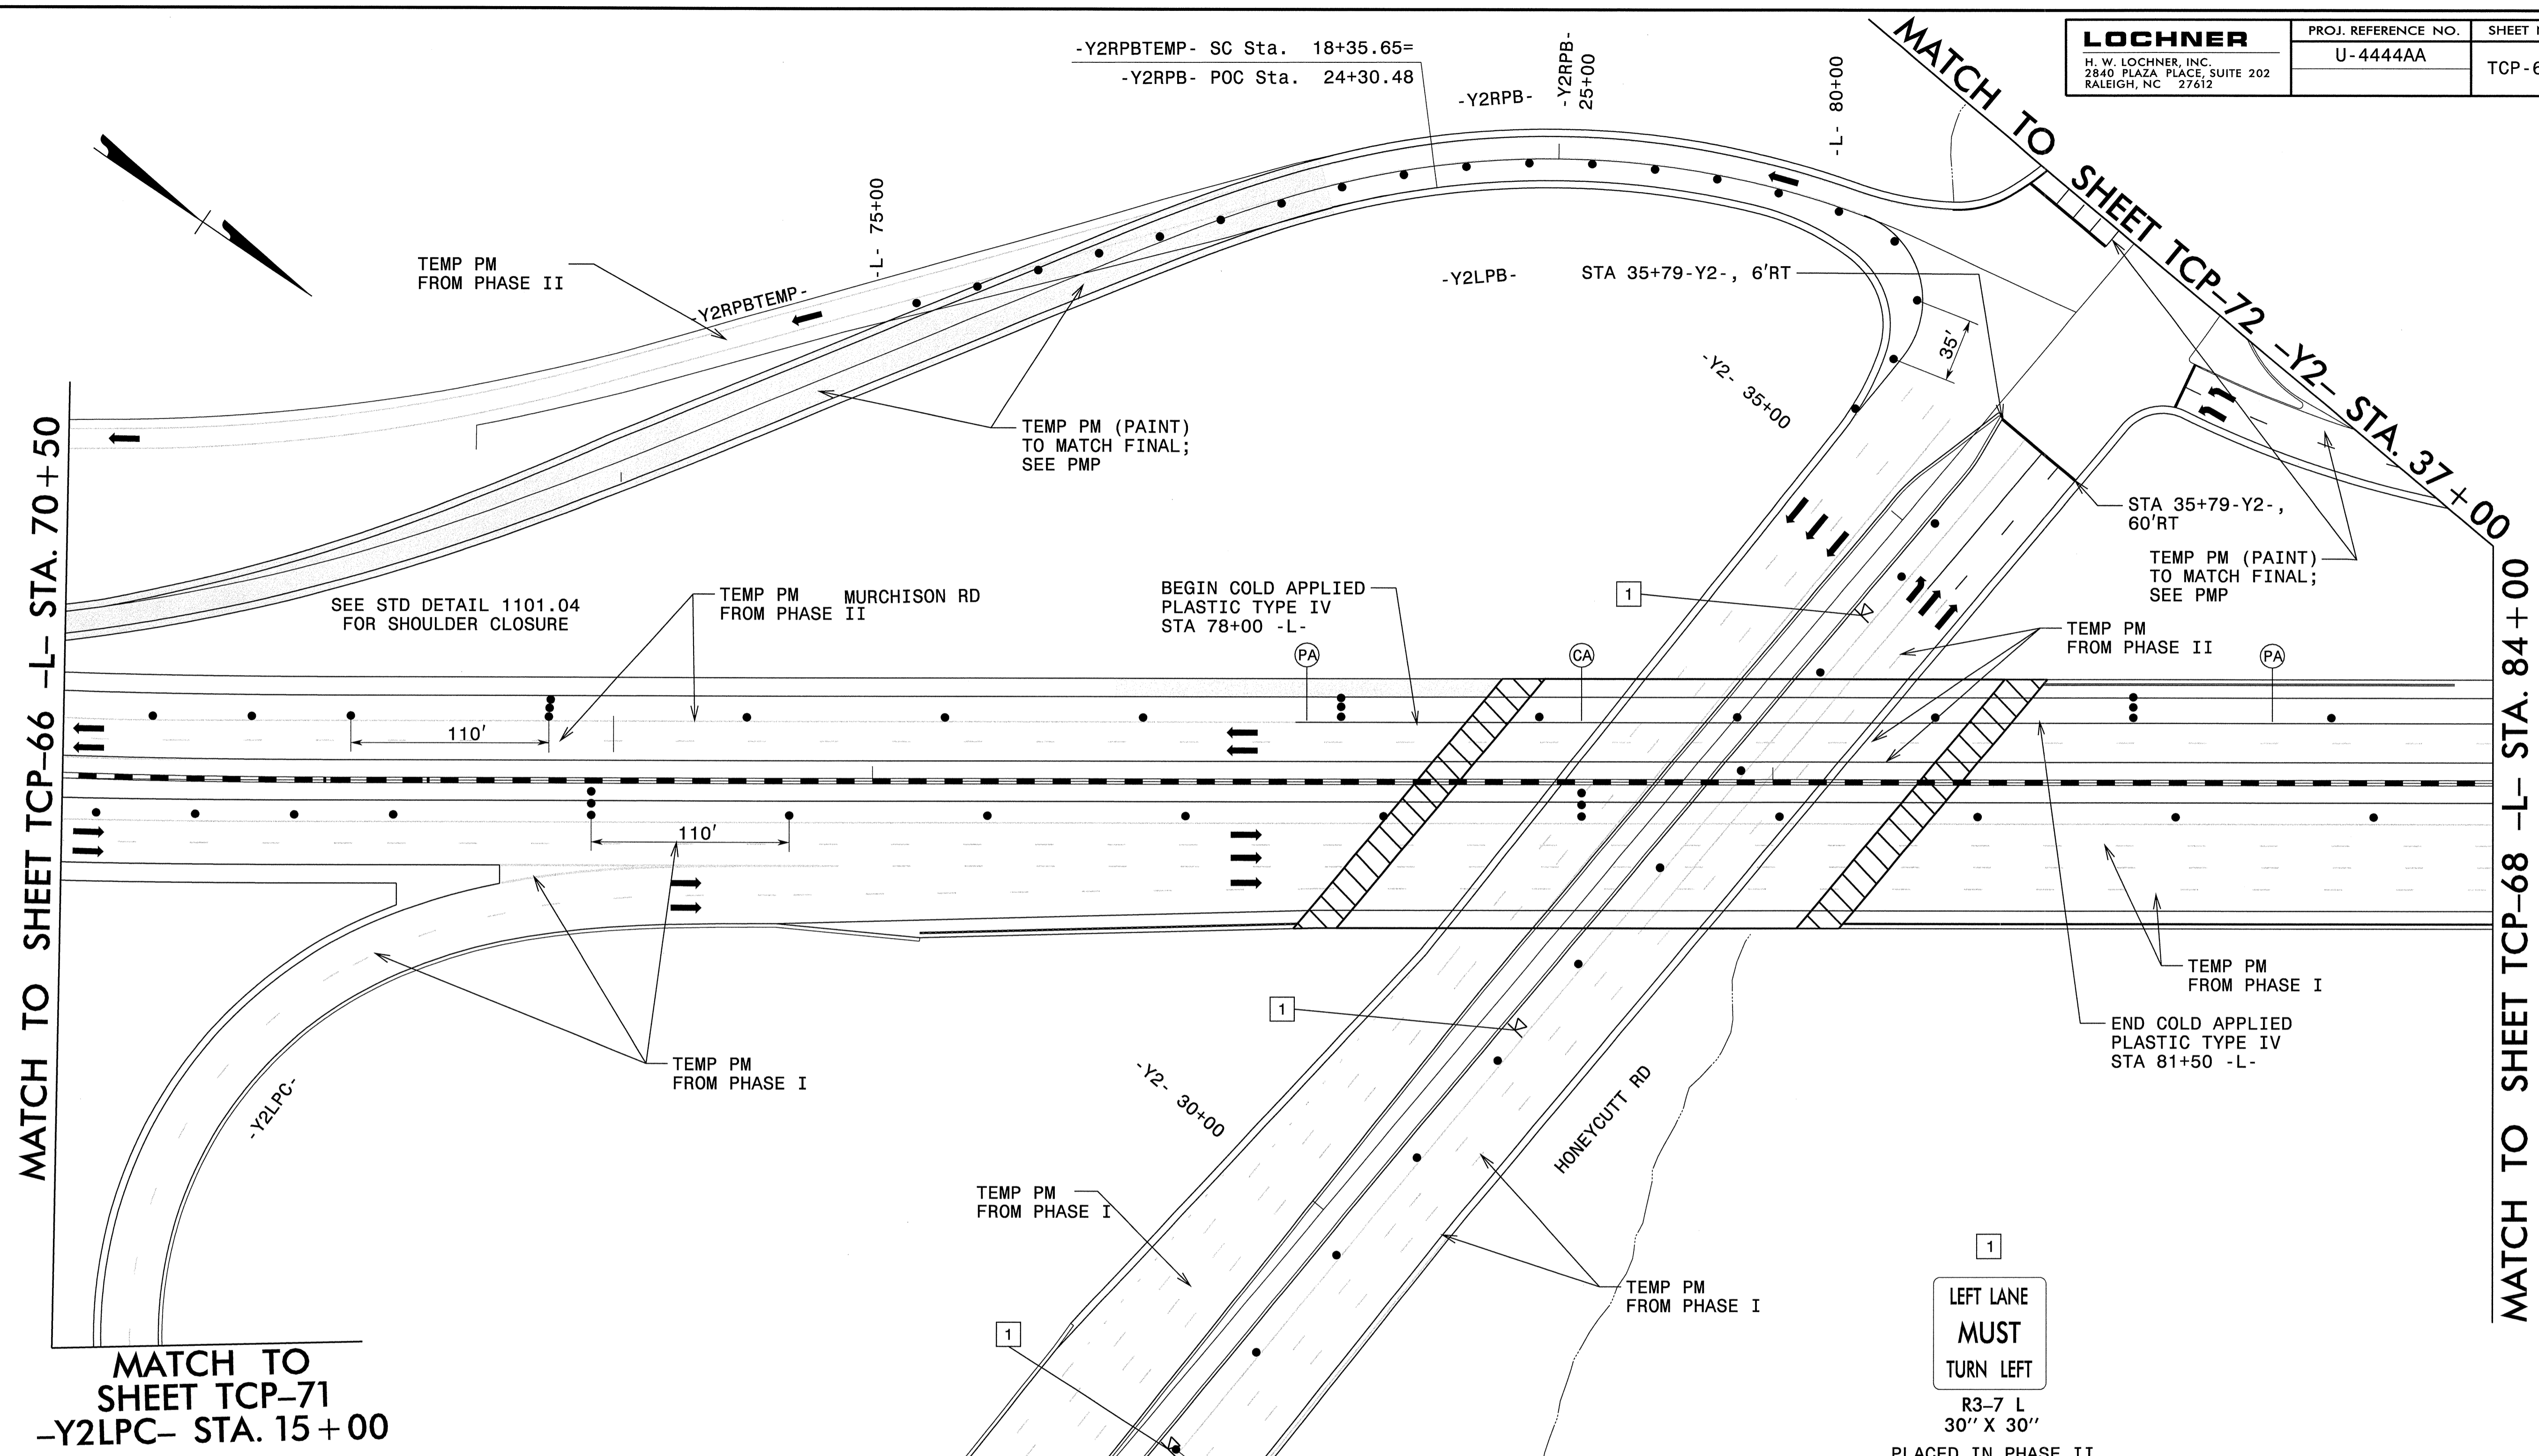 -Y2RPBTEMP- SC Sta. 18+35.65=
-Y2RPB- POC Sta. 24+30.48
-Y2RPB-
-Y2RPB-
25+00
-L- 80+00
MATCH TO SHEET TCP-72 -Y2- STA. 37+00
LOCHNER
H. W. LOCHNER, INC.
2840 PLAZA PLACE, SUITE 202
RALEIGH, NC 27612
PROJ. REFERENCE NO.
U-4444AA
SHEET
TCP-6
-L- 75+00
TEMP PM
FROM PHASE II
-Y2RPBTEMP-
-Y2LPB-
STA 35+79-Y2-, 6'RT
35'
-Y2- 35+00
TEMP PM (PAINT)
TO MATCH FINAL;
SEE PMP
STA 35+79-Y2-,
60'RT
TEMP PM (PAINT)
TO MATCH FINAL;
SEE PMP
MATCH TO SHEET TCP-66 -L- STA. 70+50
SEE STD DETAIL 1101.04
FOR SHOULDER CLOSURE
TEMP PM
FROM PHASE II
MURCHISON RD
BEGIN COLD APPLIED
PLASTIC TYPE IV
STA 78+00 -L-
1
TEMP PM
FROM PHASE II
PA
CA
PA
110'
110'
TEMP PM
FROM PHASE I
END COLD APPLIED
PLASTIC TYPE IV
STA 81+50 -L-
MATCH TO SHEET TCP-68 -L- STA. 84+00
1
TEMP PM
FROM PHASE I
-Y2LPC-
-Y2- 30+00
HONEYCUTT RD
TEMP PM
FROM PHASE I
TEMP PM
FROM PHASE I
1
1
LEFT LANE
MUST
TURN LEFT
R3-7 L
30" X 30"
PLACED IN PHASE II
MATCH TO
SHEET TCP-71
-Y2LPC- STA. 15+00